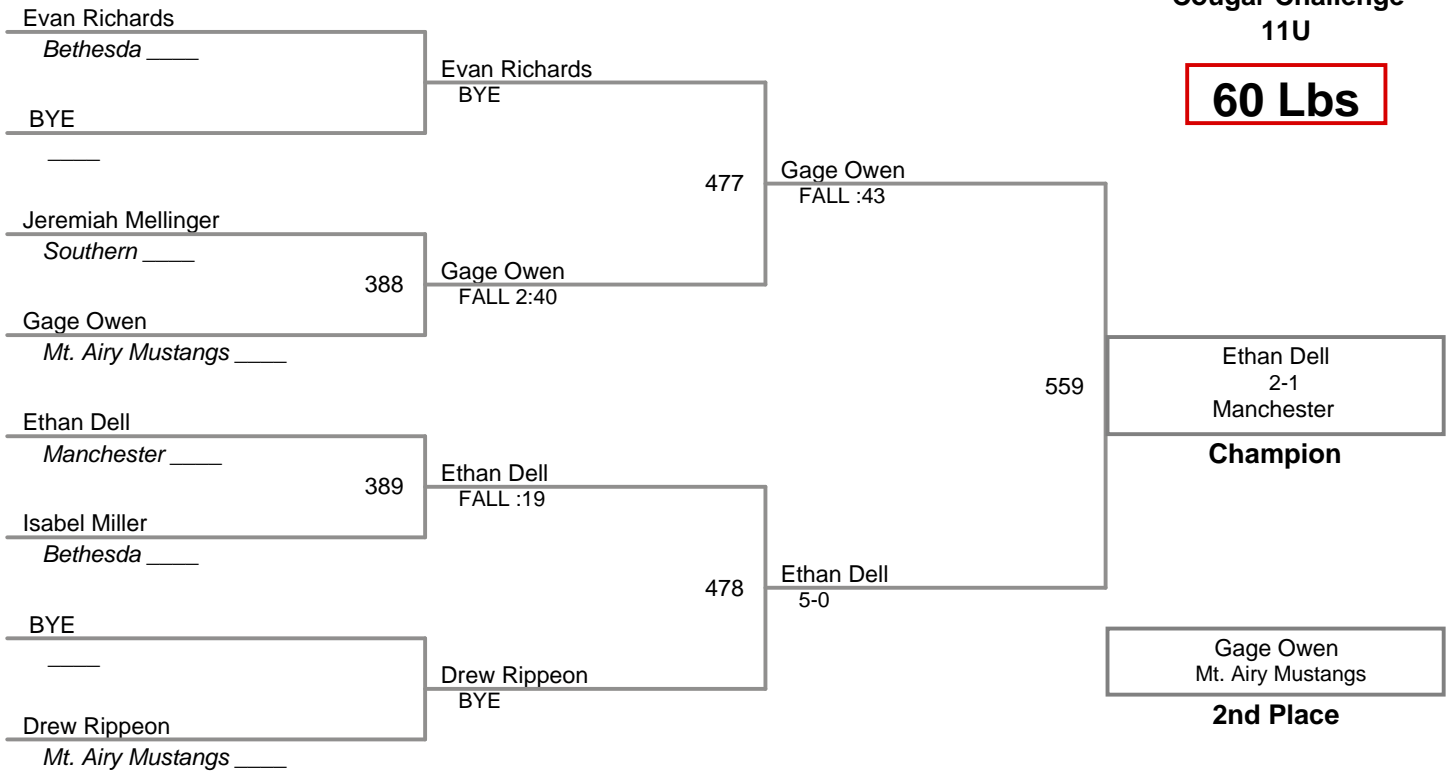 Cougar Challenge
11U
60 Lbs
Evan Richards
Bethesda ____
BYE
____
Jeremiah Mellinger
Southern ____
388
Gage Owen
Mt. Airy Mustangs ____
Ethan Dell
Manchester ____
389
Isabel Miller
Bethesda ____
BYE
____
Drew Rippeon
Mt. Airy Mustangs ____
Evan Richards
BYE
477
Gage Owen
FALL 2:40
Ethan Dell
FALL :19
478
Drew Rippeon
BYE
Gage Owen
FALL :43
559
Ethan Dell
5-0
Ethan Dell
2-1
Manchester
Champion
Gage Owen
Mt. Airy Mustangs
2nd Place